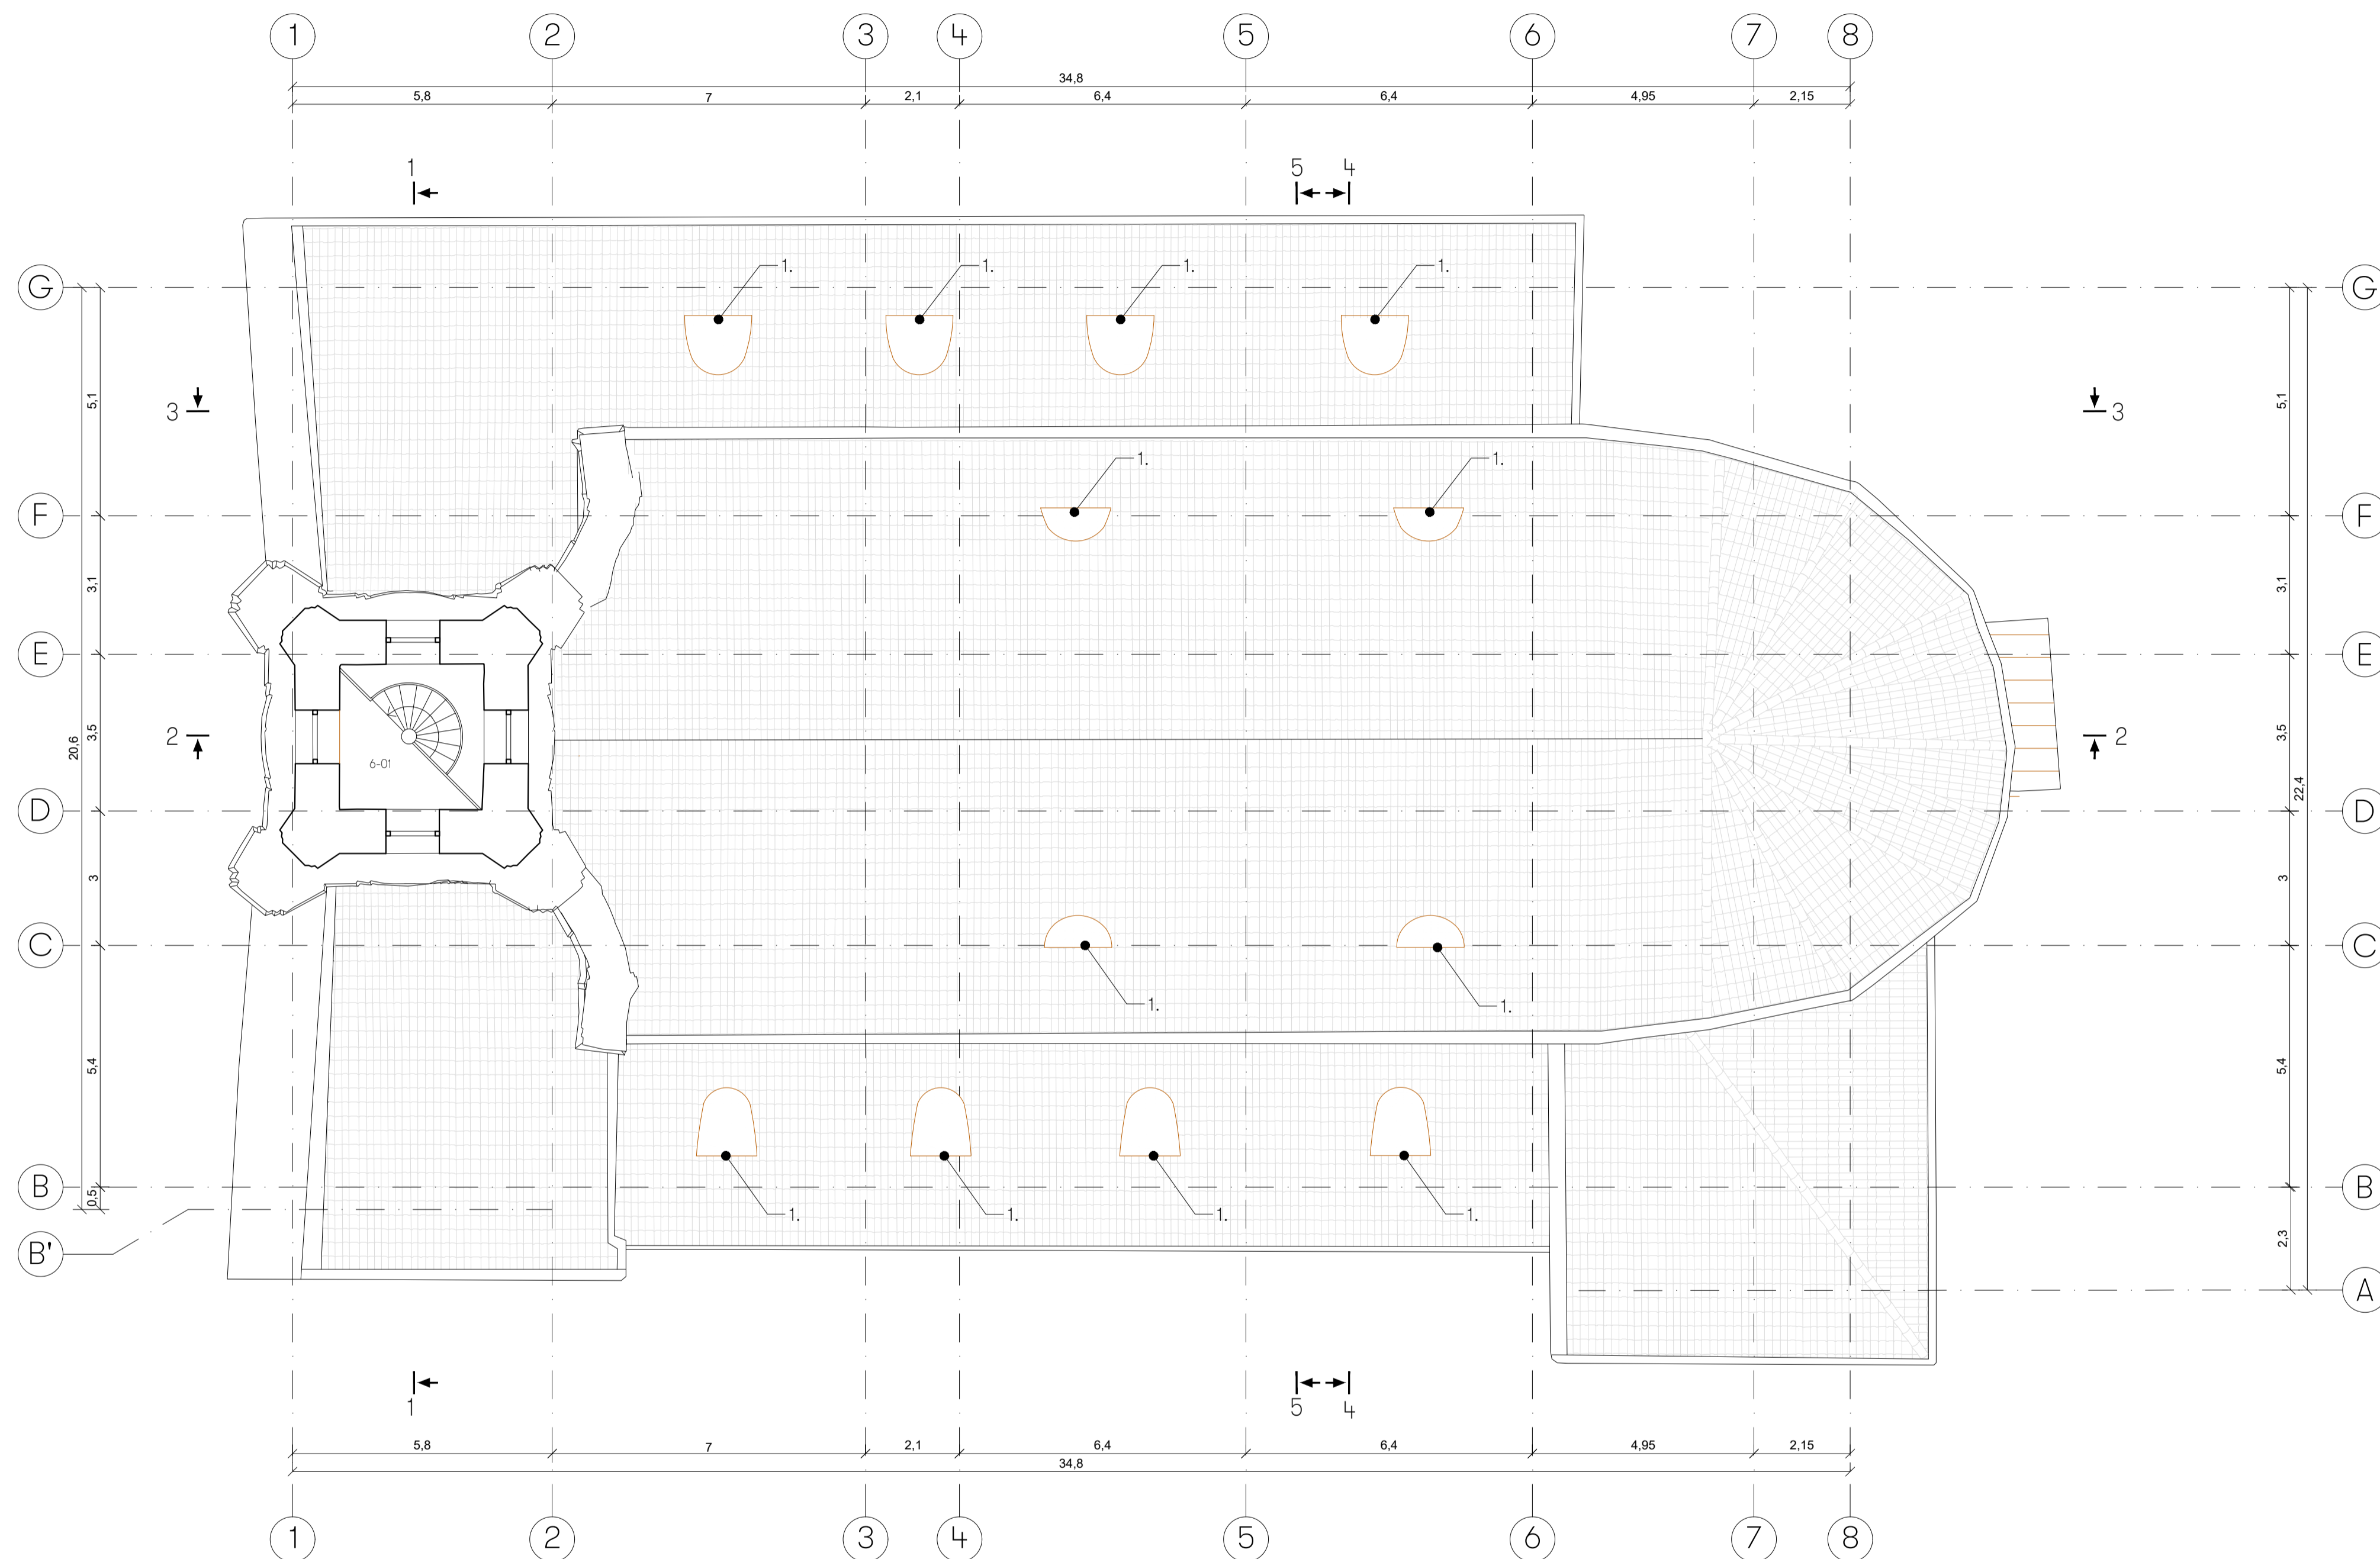 1 2 3 4 5 6 7 8
34,8
5,8 7 2,1 6,4 6,4 4,95 2,15
1 5 4
1. 1. 1. 1.
G G
5,1 5,1
3 3
1. 1.
F F
3,1 3,1
E E
2 3,5 3,5 2
20,6
6-01
22,4
D D
3 3
C C
1. 1.
5,4 5,4
B B
0,5
1. 1. 1. 1.
2,3
B'
A
1 5 4
5,8 7 2,1 6,4 6,4 4,95 2,15
34,8
1 2 3 4 5 6 7 8